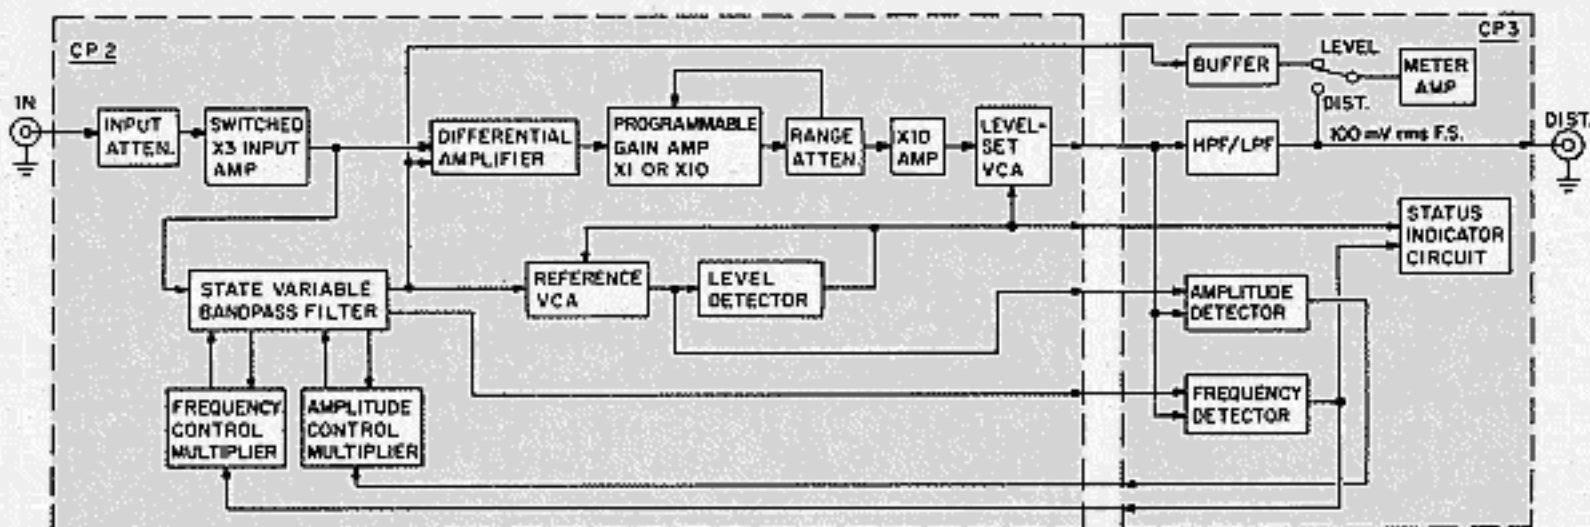 CP2
CP3
IN
INPUT
ATTEN.
SWITCHED
X3 INPUT
AMP
DIFFERENTIAL
AMPLIFIER
PROGRAMMABLE
GAIN AMP
X1 OR X10
RANGE
ATTEN.
X10
AMP
LEVEL-
SET
VCA
BUFFER
LEVEL
METER
AMP
DIST.
HPF/LPF
100 mV rms F.S.
DIST.
STATUS
INDICATOR
CIRCUIT
STATE VARIABLE
BANDPASS FILTER
REFERENCE
VCA
LEVEL
DETECTOR
AMPLITUDE
DETECTOR
FREQUENCY
CONTROL
MULTIPLIER
AMPLITUDE
CONTROL
MULTIPLIER
FREQUENCY
DETECTOR